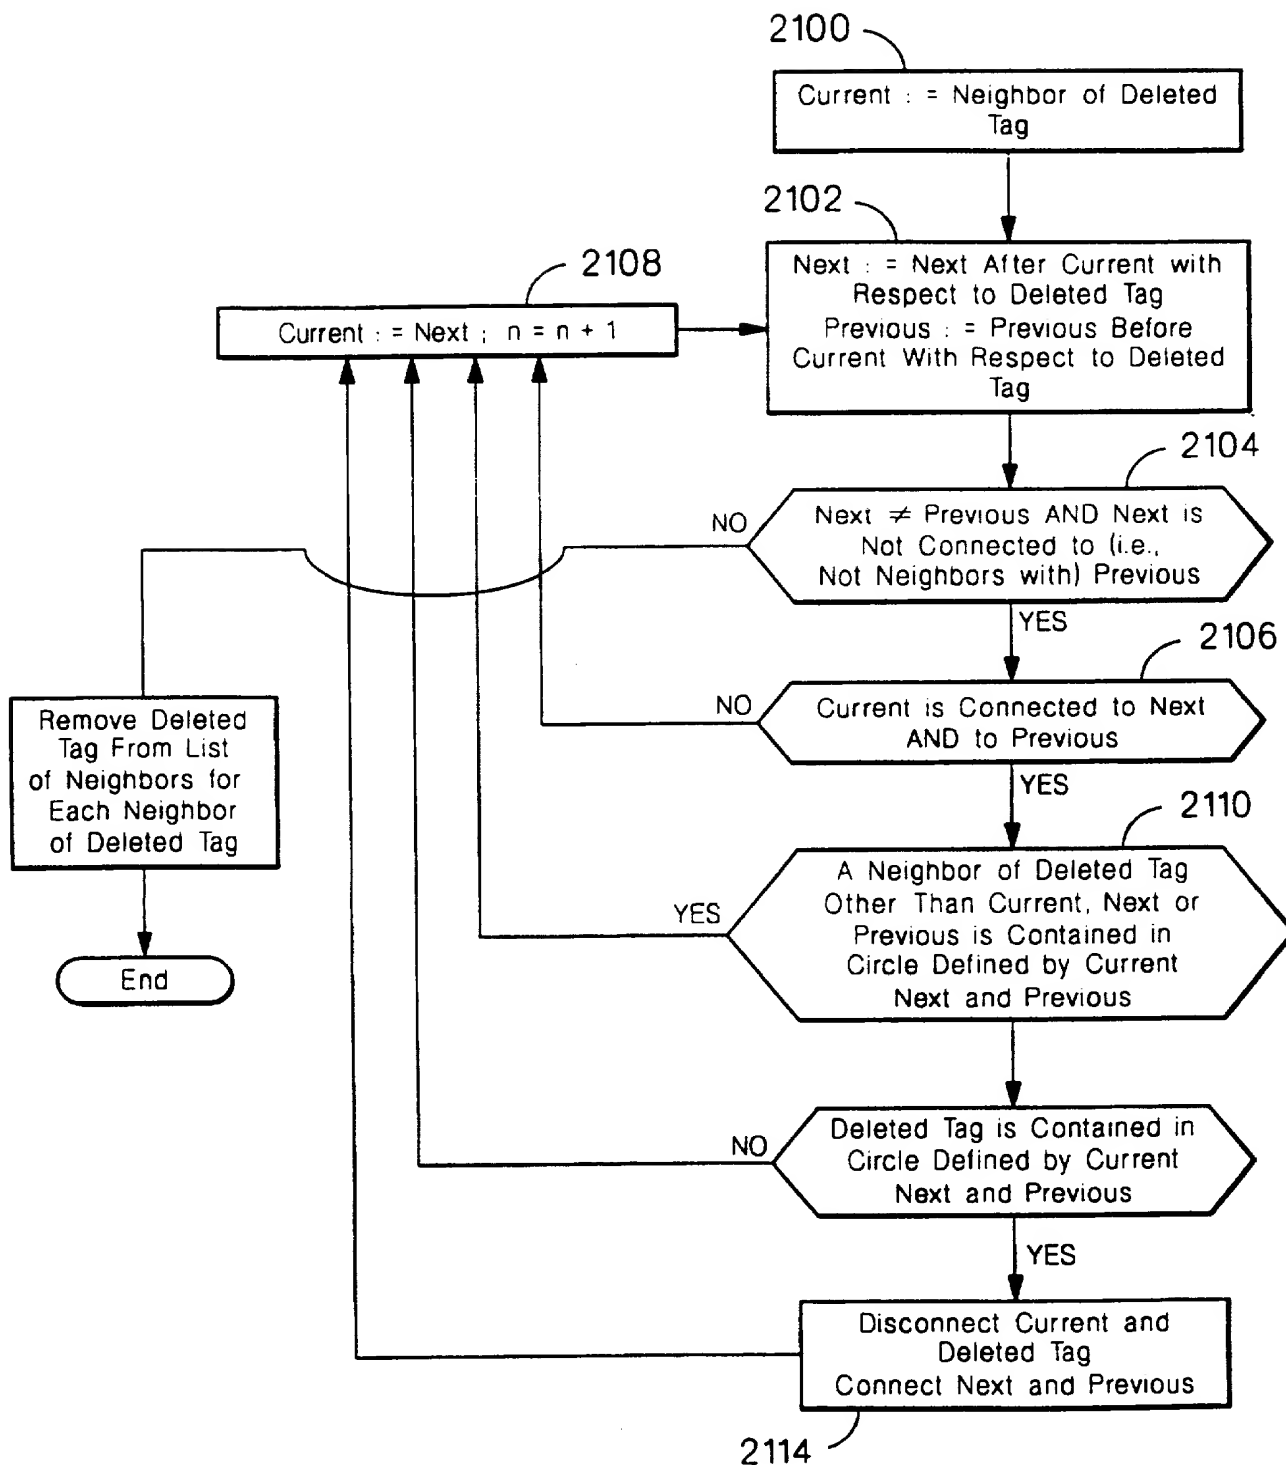 2100
Current : = Neighbor of Deleted
Tag
2102
Next : = Next After Current with
Respect to Deleted Tag
Previous : = Previous Before
Current With Respect to Deleted
Tag
2108
Current : = Next ; n = n + 1
2104
NO
Next ≠ Previous AND Next is
Not Connected to (i.e.,
Not Neighbors with) Previous
YES
2106
NO
Current is Connected to Next
AND to Previous
YES
Remove Deleted
Tag From List
of Neighbors for
Each Neighbor
of Deleted Tag
End
2110
YES
A Neighbor of Deleted Tag
Other Than Current, Next or
Previous is Contained in
Circle Defined by Current
Next and Previous
NO
Deleted Tag is Contained in
Circle Defined by Current
Next and Previous
YES
Disconnect Current and
Deleted Tag
Connect Next and Previous
2114